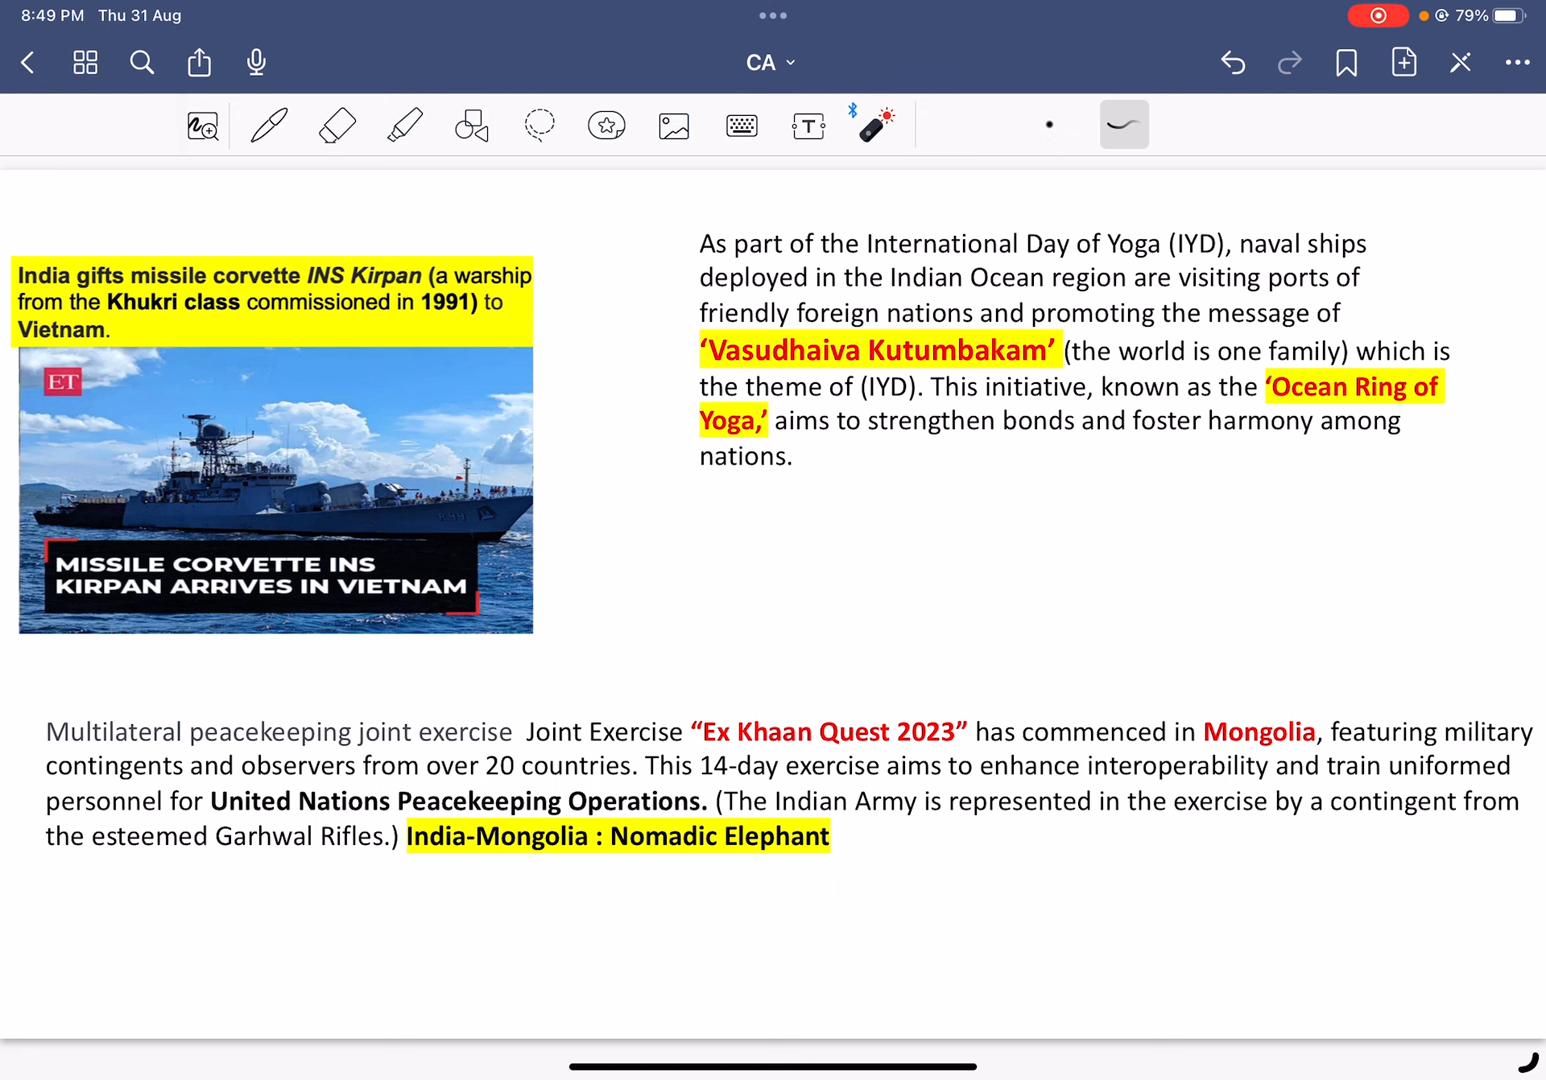 8:49 PM Thu 31 Aug
79%
CA
India gifts missile corvette INS Kirpan (a warship
from the Khukri class commissioned in 1991) to
Vietnam.
ET
MISSILE CORVETTE INS
KIRPAN ARRIVES IN VIETNAM
As part of the International Day of Yoga (IYD), naval ships
deployed in the Indian Ocean region are visiting ports of
friendly foreign nations and promoting the message of
‘Vasudhaiva Kutumbakam’ (the world is one family) which is
the theme of (IYD). This initiative, known as the ‘Ocean Ring of
Yoga,’ aims to strengthen bonds and foster harmony among
nations.
Multilateral peacekeeping joint exercise Joint Exercise “Ex Khaan Quest 2023” has commenced in Mongolia, featuring military
contingents and observers from over 20 countries. This 14-day exercise aims to enhance interoperability and train uniformed
personnel for United Nations Peacekeeping Operations. (The Indian Army is represented in the exercise by a contingent from
the esteemed Garhwal Rifles.) India-Mongolia : Nomadic Elephant